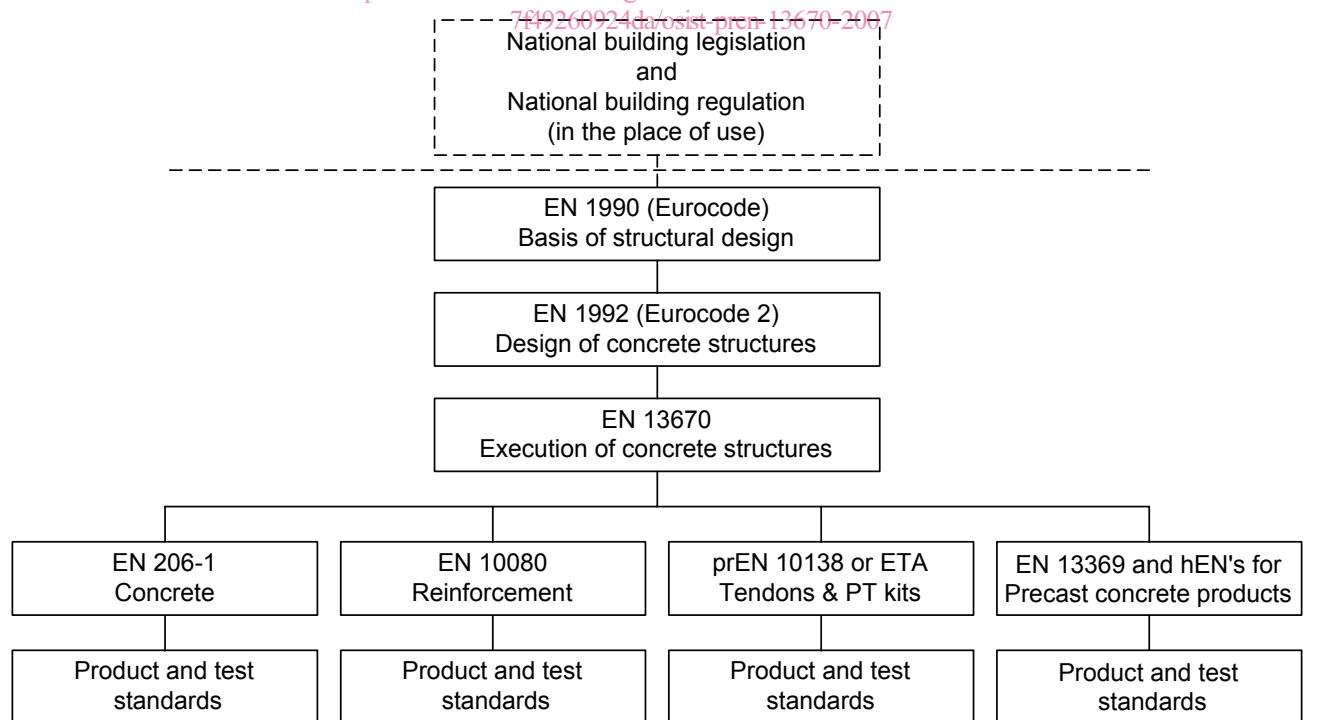 7f49260924da/osist-pren-13670-2007
National building legislation
and
National building regulation
(in the place of use)
EN 1990 (Eurocode)
Basis of structural design
EN 1992 (Eurocode 2)
Design of concrete structures
EN 13670
Execution of concrete structures
EN 206-1
Concrete
EN 10080
Reinforcement
prEN 10138 or ETA
Tendons & PT kits
EN 13369 and hEN's for
Precast concrete products
Product and test
standards
Product and test
standards
Product and test
standards
Product and test
standards